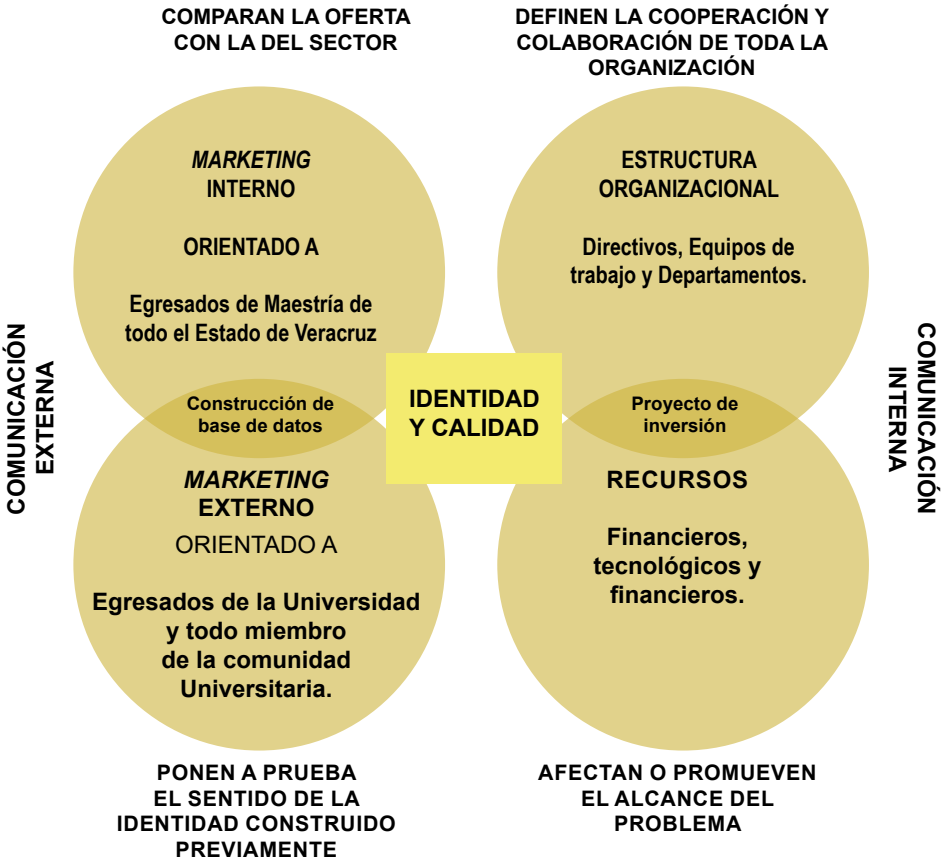 COMPARAN LA OFERTA
CON LA DEL SECTOR
DEFINEN LA COOPERACIÓN Y
COLABORACIÓN DE TODA LA
ORGANIZACIÓN
MARKETING
INTERNO
ORIENTADO A
Egresados de Maestría de
todo el Estado de Veracruz
ESTRUCTURA
ORGANIZACIONAL
Directivos, Equipos de
trabajo y Departamentos.
COMUNICACIÓN
EXTERNA
Construcción de
base de datos
IDENTIDAD
Y CALIDAD
Proyecto de
inversión
COMUNICACIÓN
INTERNA
MARKETING
EXTERNO
ORIENTADO A
Egresados de la Universidad
y todo miembro
de la comunidad
Universitaria.
RECURSOS
Financieros,
tecnológicos y
financieros.
PONEN A PRUEBA
EL SENTIDO DE LA
IDENTIDAD CONSTRUIDO
PREVIAMENTE
AFECTAN O PROMUEVEN
EL ALCANCE DEL
PROBLEMA